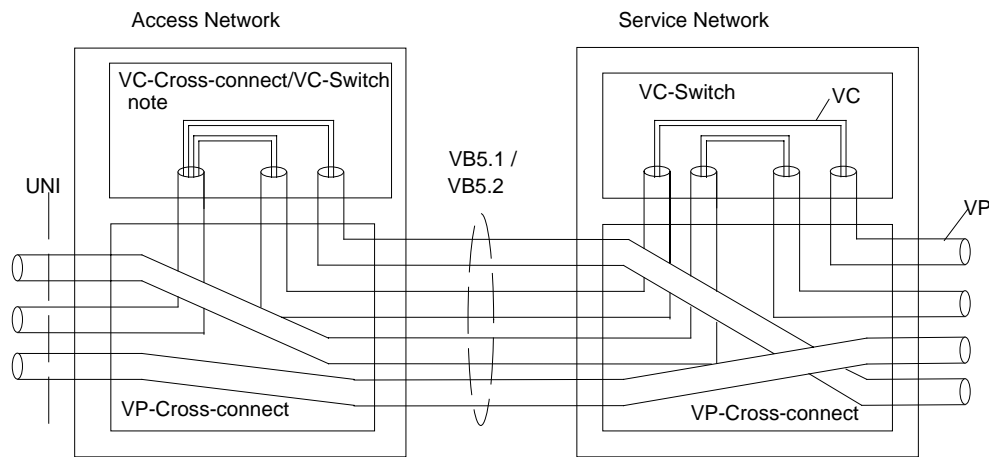 Access Network
Service Network
VC-Cross-connect/VC-Switch
note
VC-Switch
VC
VB5.1 /
VB5.2
UNI
VP
VP-Cross-connect
VP-Cross-connect